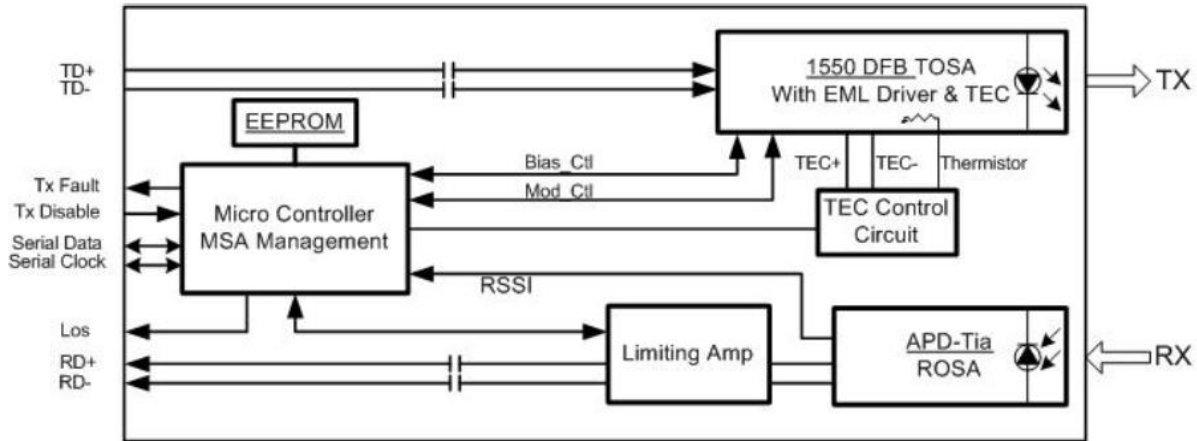 TD+
TD-
1550 DFB TOSA
With EML Driver & TEC
TX
EEPROM
Bias_Ctl
Mod_Ctl
TEC+
TEC-
Thermistor
Tx Fault
Tx Disable
Serial Data
Serial Clock
Micro Controller
MSA Management
TEC Control
Circuit
RSSI
Los
RD+
RD-
Limiting Amp
APD-Tia
ROSA
RX